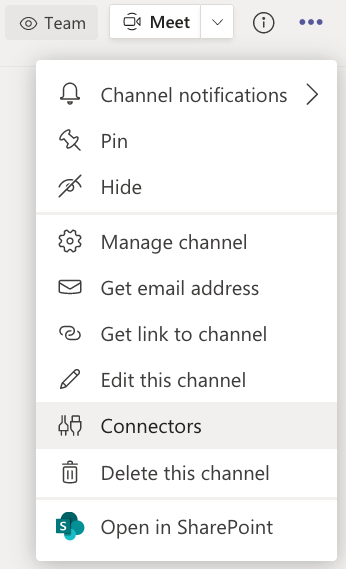 Team Meet
Channel notifications
Pin
Hide
Manage channel
Get email address
Get link to channel
Edit this channel
Connectors
Delete this channel
S Open in SharePoint